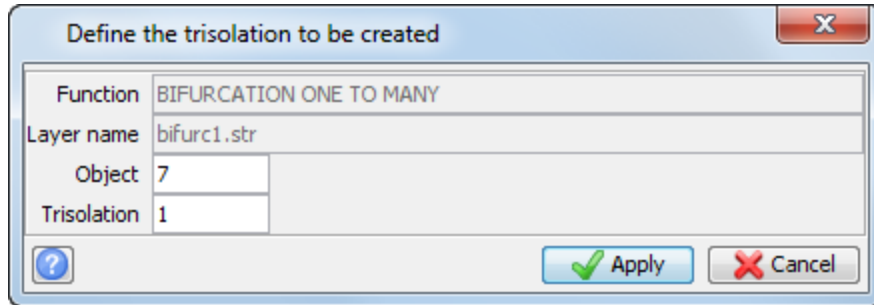 Define the trisolation to be created
Function BIFURCATION ONE TO MANY
Layer name bifurc1.str
Object 7
Trisolation 1
? Apply Cancel